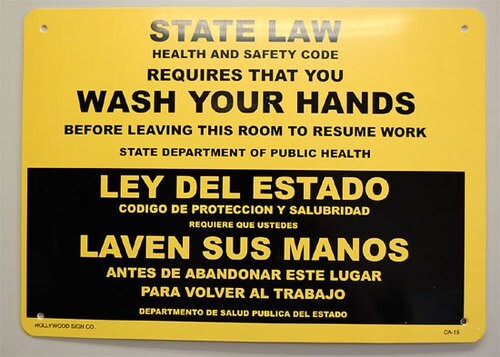 STATE LAW
HEALTH AND SAFETY CODE
REQUIRES THAT YOU
WASH YOUR HANDS
BEFORE LEAVING THIS ROOM TO RESUME WORK
STATE DEPARTMENT OF PUBLIC HEALTH
LEY DEL ESTADO
CODIGO DE PROTECCION Y SALUBRIDAD
REQUIERE QUE USTEDES
LAVEN SUS MANOS
ANTES DE ABANDONAR ESTE LUGAR
PARA VOLVER AL TRABAJO
DEPARTMENTO DE SALUD PUBLICA DEL ESTADO
HOLLYWOOD SIGN CO. CA-15